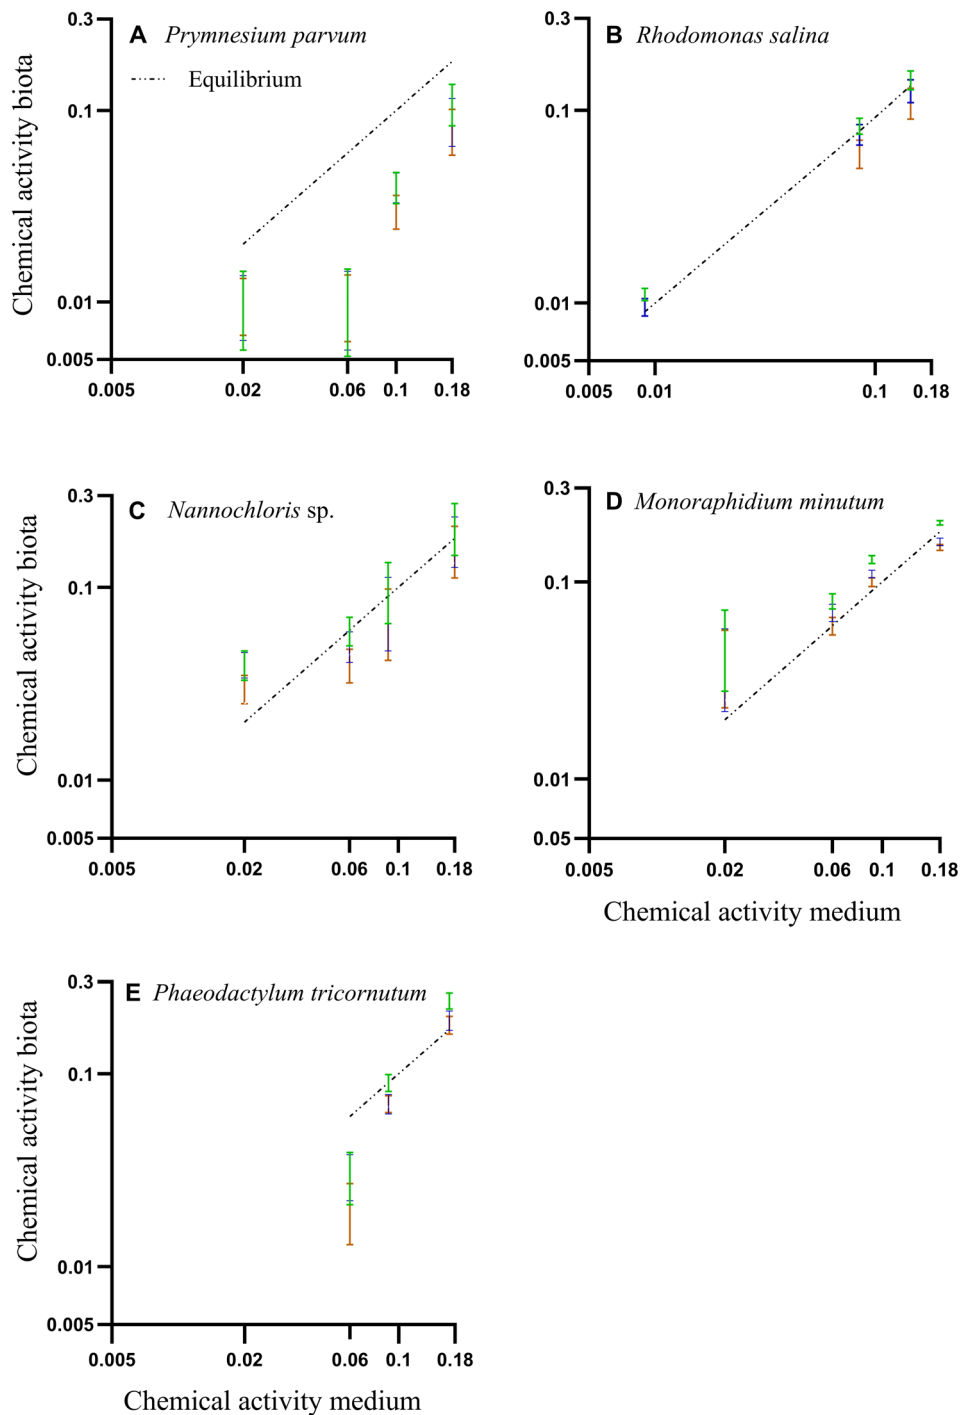 A Prymnesium parvum
Equilibrium
Chemical activity biota
0.3
0.1
0.01
0.005
0.005 0.02 0.06 0.1 0.18
B Rhodomonas salina
0.3
0.1
0.01
0.005
0.005 0.01 0.1 0.18
C Nannochloris sp.
Chemical activity biota
0.3
0.1
0.01
0.005
0.005 0.02 0.06 0.1 0.18
D Monoraphidium minutum
0.3
0.1
0.01
0.05
0.005 0.02 0.06 0.1 0.18
Chemical activity medium
E Phaeodactylum tricornutum
Chemical activity biota
0.3
0.1
0.01
0.005
0.005 0.02 0.06 0.1 0.18
Chemical activity medium